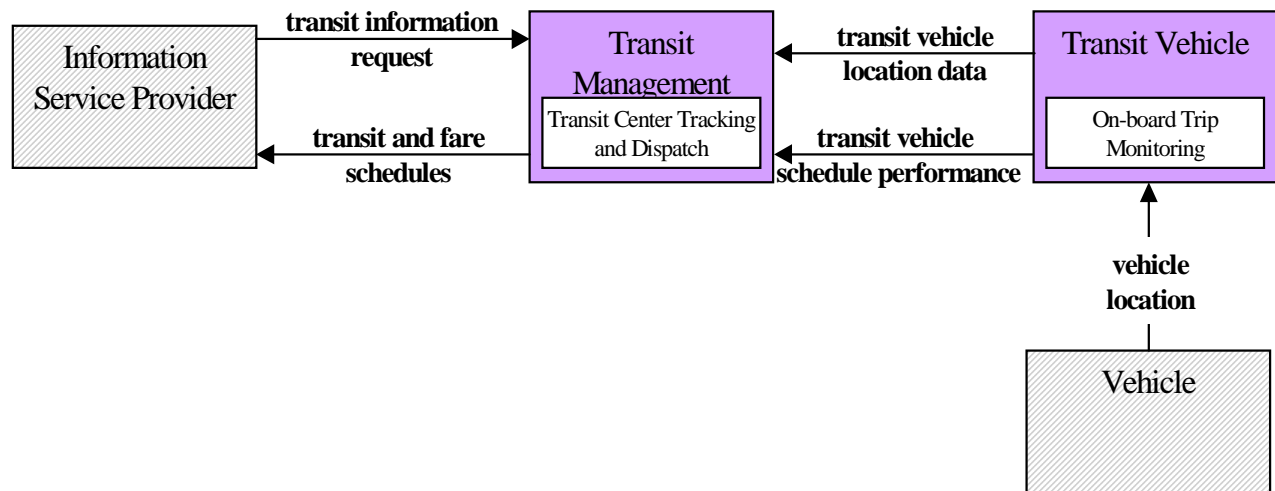 Information
Service Provider
transit information
request
transit and fare
schedules
Transit
Management
Transit Center Tracking
and Dispatch
transit vehicle
location data
transit vehicle
schedule performance
Transit Vehicle
On-board Trip
Monitoring
vehicle
location
Vehicle